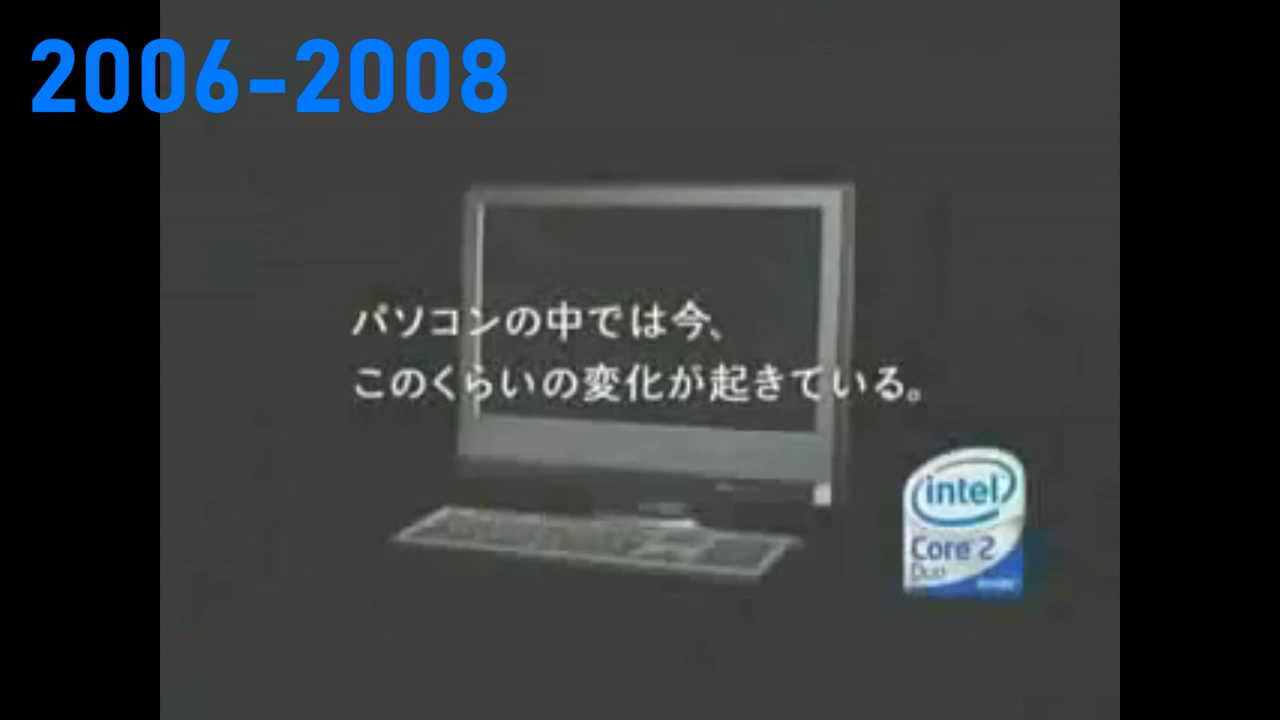 2006-2008
パソコンの中では今、
このくらいの変化が起きている。
intel
Core 2
Duo